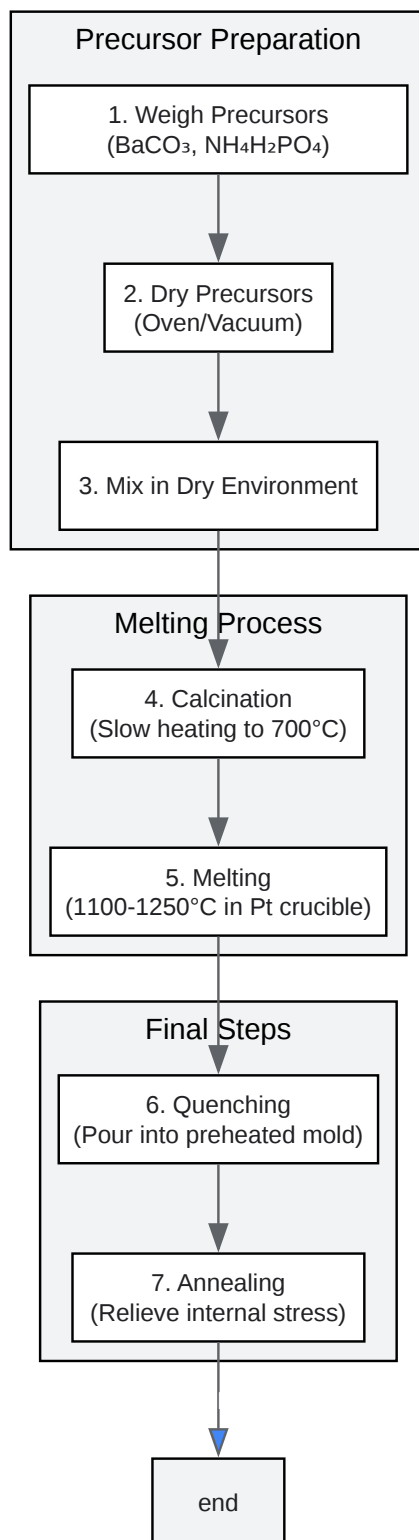 Precursor Preparation
1. Weigh Precursors
(BaCO₃, NH₄H₂PO₄)
2. Dry Precursors
(Oven/Vacuum)
3. Mix in Dry Environment
Melting Process
4. Calcination
(Slow heating to 700°C)
5. Melting
(1100-1250°C in Pt crucible)
Final Steps
6. Quenching
(Pour into preheated mold)
7. Annealing
(Relieve internal stress)
end